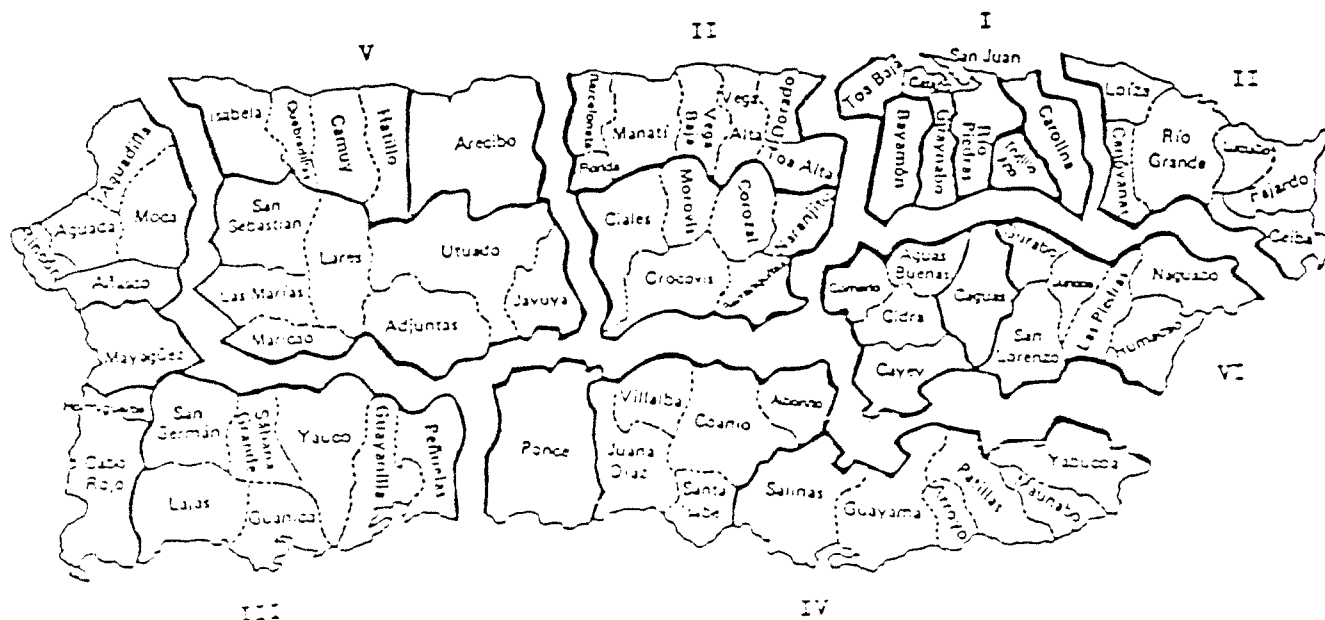 I
II
V
San Juan
II
Toa Baja
Loíza
Isabela
Camuy
Hatillo
Barceloneta
Manatí
Vega Baja
Vega Alta
Dorado
Bayamón
Guaynabo
Río Piedras
Carolina
Canóvanas
Río Grande
Aguadilla
Arecibo
Toa Alta
Florida
Luquillo
Fajardo
Moca
Aguada
San Sebastián
Lares
Utuado
Ciales
Morovis
Corozal
Naranjito
Ceiba
Rincón
Añasco
Las Marías
Jayuya
Orocovis
Aguas Buenas
Gurabo
Caguas
Juncos
Las Piedras
Naguabo
Comerío
Cidra
Maricao
Adjuntas
San Lorenzo
Humacao
Mayagüez
Cayey
VI
Hormigueros
San Germán
Sabana Grande
Yauco
Guayanilla
Peñuelas
Ponce
Villalba
Coamo
Aibonito
Cabo Rojo
Juana Díaz
Yabucoa
Lajas
Guánica
Santa Isabel
Salinas
Guayama
Arroyo
Patillas
Maunabo
III
IV